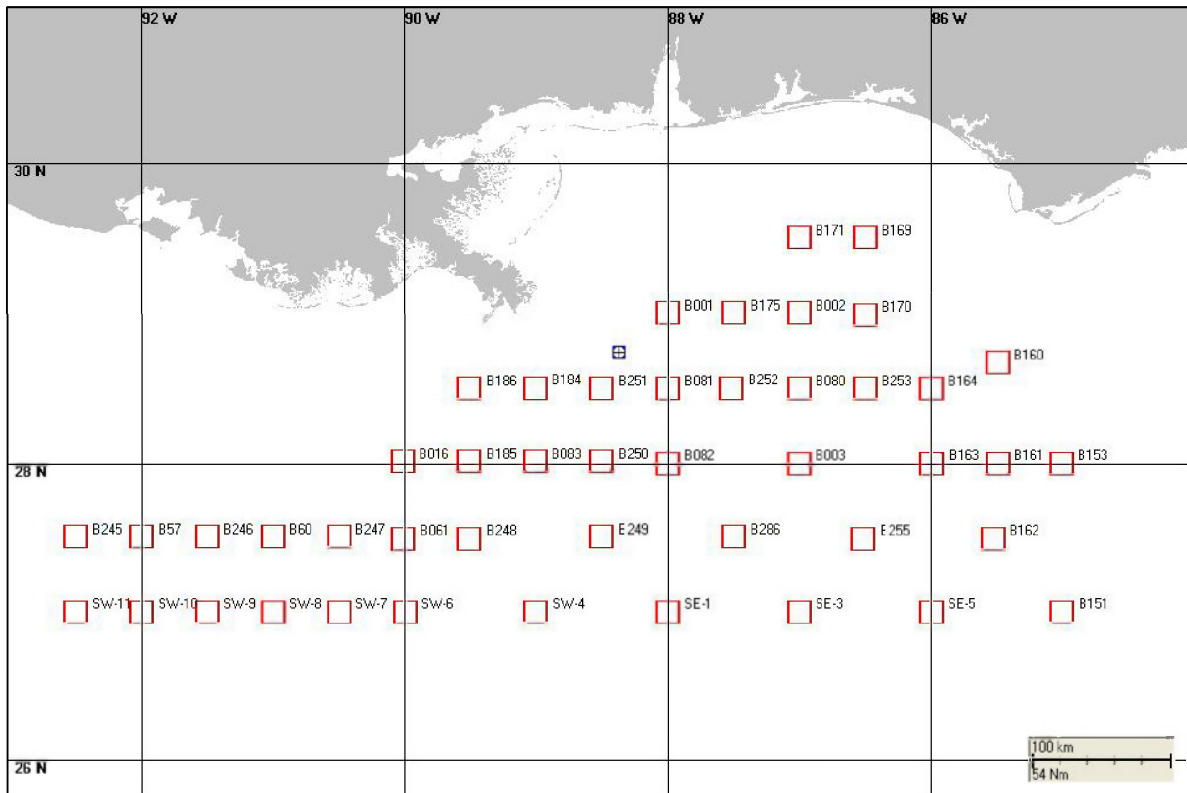 92 W 90 W 88 W 86 W
30 N
B171 B169
B001 B175 B002 B170
B160
B186 B184 B251 B081 B252 B080 B253 B164
28 N
B016 B185 B083 B250 B082 B003 B163 B161 B153
B245 B57 B246 B60 B247 B061 B248 E249 B286 E255 B162
SW-11 SW-10 SW-9 SW-8 SW-7 SW-6 SW-4 SE-1 SE-3 SE-5 B151
100 km
26 N
54 Nm